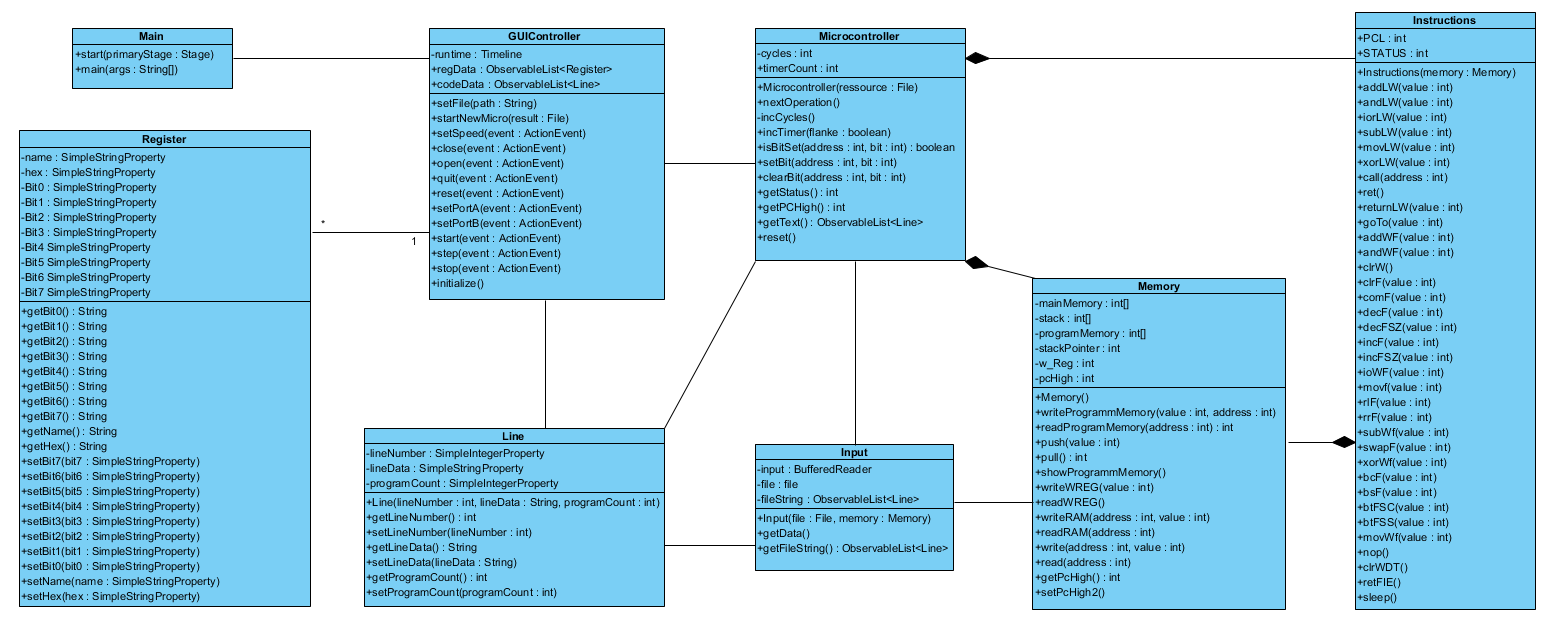 Main
+start(primaryStage : Stage)
+main(args : String[])
GUIController
-runtime : Timeline
+regData : ObservableList<Register>
+codeData : ObservableList<Line>
+setFile(path : String)
+startNewMicro(result : File)
+setSpeed(event : ActionEvent)
+close(event : ActionEvent)
+open(event : ActionEvent)
+quit(event : ActionEvent)
+reset(event : ActionEvent)
+setPortA(event : ActionEvent)
+setPortB(event : ActionEvent)
+start(event : ActionEvent)
+step(event : ActionEvent)
+stop(event : ActionEvent)
+initialize()
Microcontroller
-cycles : int
+timerCount : int
+Microcontroller(ressource : File)
+nextOperation()
-incCycles()
+incTimer(flanke : boolean)
+isBitSet(address : int, bit : int) : boolean
+setBit(address : int, bit : int)
+clearBit(address : int, bit : int)
+getStatus() : int
+getPCHigh() : int
+getText() : ObservableList<Line>
+reset()
Instructions
+PCL : int
+STATUS : int
+Instructions(memory : Memory)
+addLW(value : int)
+andLW(value : int)
+iorLW(value : int)
+subLW(value : int)
+movLW(value : int)
+xorLW(value : int)
+call(address : int)
+ret()
+returnLW(value : int)
+goTo(value : int)
+addWF(value : int)
+andWF(value : int)
+clrW()
+clrF(value : int)
+comF(value : int)
+decF(value : int)
+decFSZ(value : int)
+incF(value : int)
+incFSZ(value : int)
+ioWF(value : int)
+movf(value : int)
+rlF(value : int)
+rrF(value : int)
+subWf(value : int)
+swapF(value : int)
+xorWf(value : int)
+bcF(value : int)
+bsF(value : int)
+btFSC(value : int)
+btFSS(value : int)
+movWf(value : int)
+nop()
+clrWDT()
+retFIE()
+sleep()
Register
-name : SimpleStringProperty
-hex : SimpleStringProperty
-Bit0 : SimpleStringProperty
-Bit1 : SimpleStringProperty
-Bit2 : SimpleStringProperty
-Bit3 : SimpleStringProperty
-Bit4 SimpleStringProperty
-Bit5 SimpleStringProperty
-Bit6 SimpleStringProperty
-Bit7 SimpleStringProperty
+getBit0() : String
+getBit1() : String
+getBit2() : String
+getBit3() : String
+getBit4() : String
+getBit5() : String
+getBit6() : String
+getBit7() : String
+getName() : String
+getHex() : String
+setBit7(bit7 : SimpleStringProperty)
+setBit6(bit6 : SimpleStringProperty)
+setBit5(bit5 : SimpleStringProperty)
+setBit4(bit4 : SimpleStringProperty)
+setBit3(bit3 : SimpleStringProperty)
+setBit2(bit2 : SimpleStringProperty)
+setBit1(bit1 : SimpleStringProperty)
+setBit0(bit0 : SimpleStringProperty)
+setName(name : SimpleStringProperty)
+setHex(hex : SimpleStringProperty)
*
1
Line
-lineNumber : SimpleIntegerProperty
-lineData : SimpleStringProperty
-programCount : SimpleIntegerProperty
+Line(lineNumber : int, lineData : String, programCount : int)
+getLineNumber() : int
+setLineNumber(lineNumber : int)
+getLineData() : String
+setLineData(lineData : String)
+getProgramCount() : int
+setProgramCount(programCount : int)
Input
-input : BufferedReader
-file : file
-fileString : ObservableList<Line>
+Input(file : File, memory : Memory)
+getData()
+getFileString() : ObservableList<Line>
Memory
-mainMemory : int[]
-stack : int[]
-programMemory : int[]
-stackPointer : int
-w_Reg : int
-pcHigh : int
+Memory()
+writeProgrammMemory(value : int, address : int)
+readProgramMemory(address : int) : int
+push(value : int)
+pull() : int
+showProgrammMemory()
+writeWREG(value : int)
+readWREG()
+writeRAM(address : int, value : int)
+readRAM(address : int)
+write(address : int, value : int)
+read(address : int)
+getPcHigh() : int
+setPcHigh2()